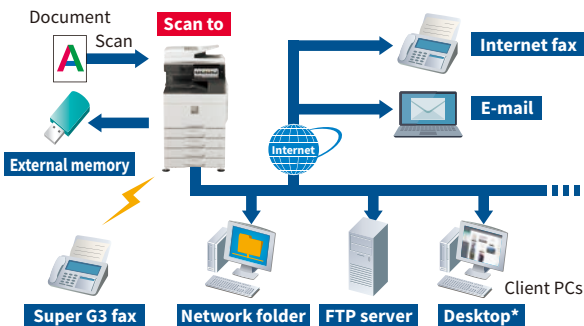 Document
Scan
A
Scan to
Internet fax
E-mail
External memory
Internet
Super G3 fax
Network folder
FTP server
Desktop*
Client PCs